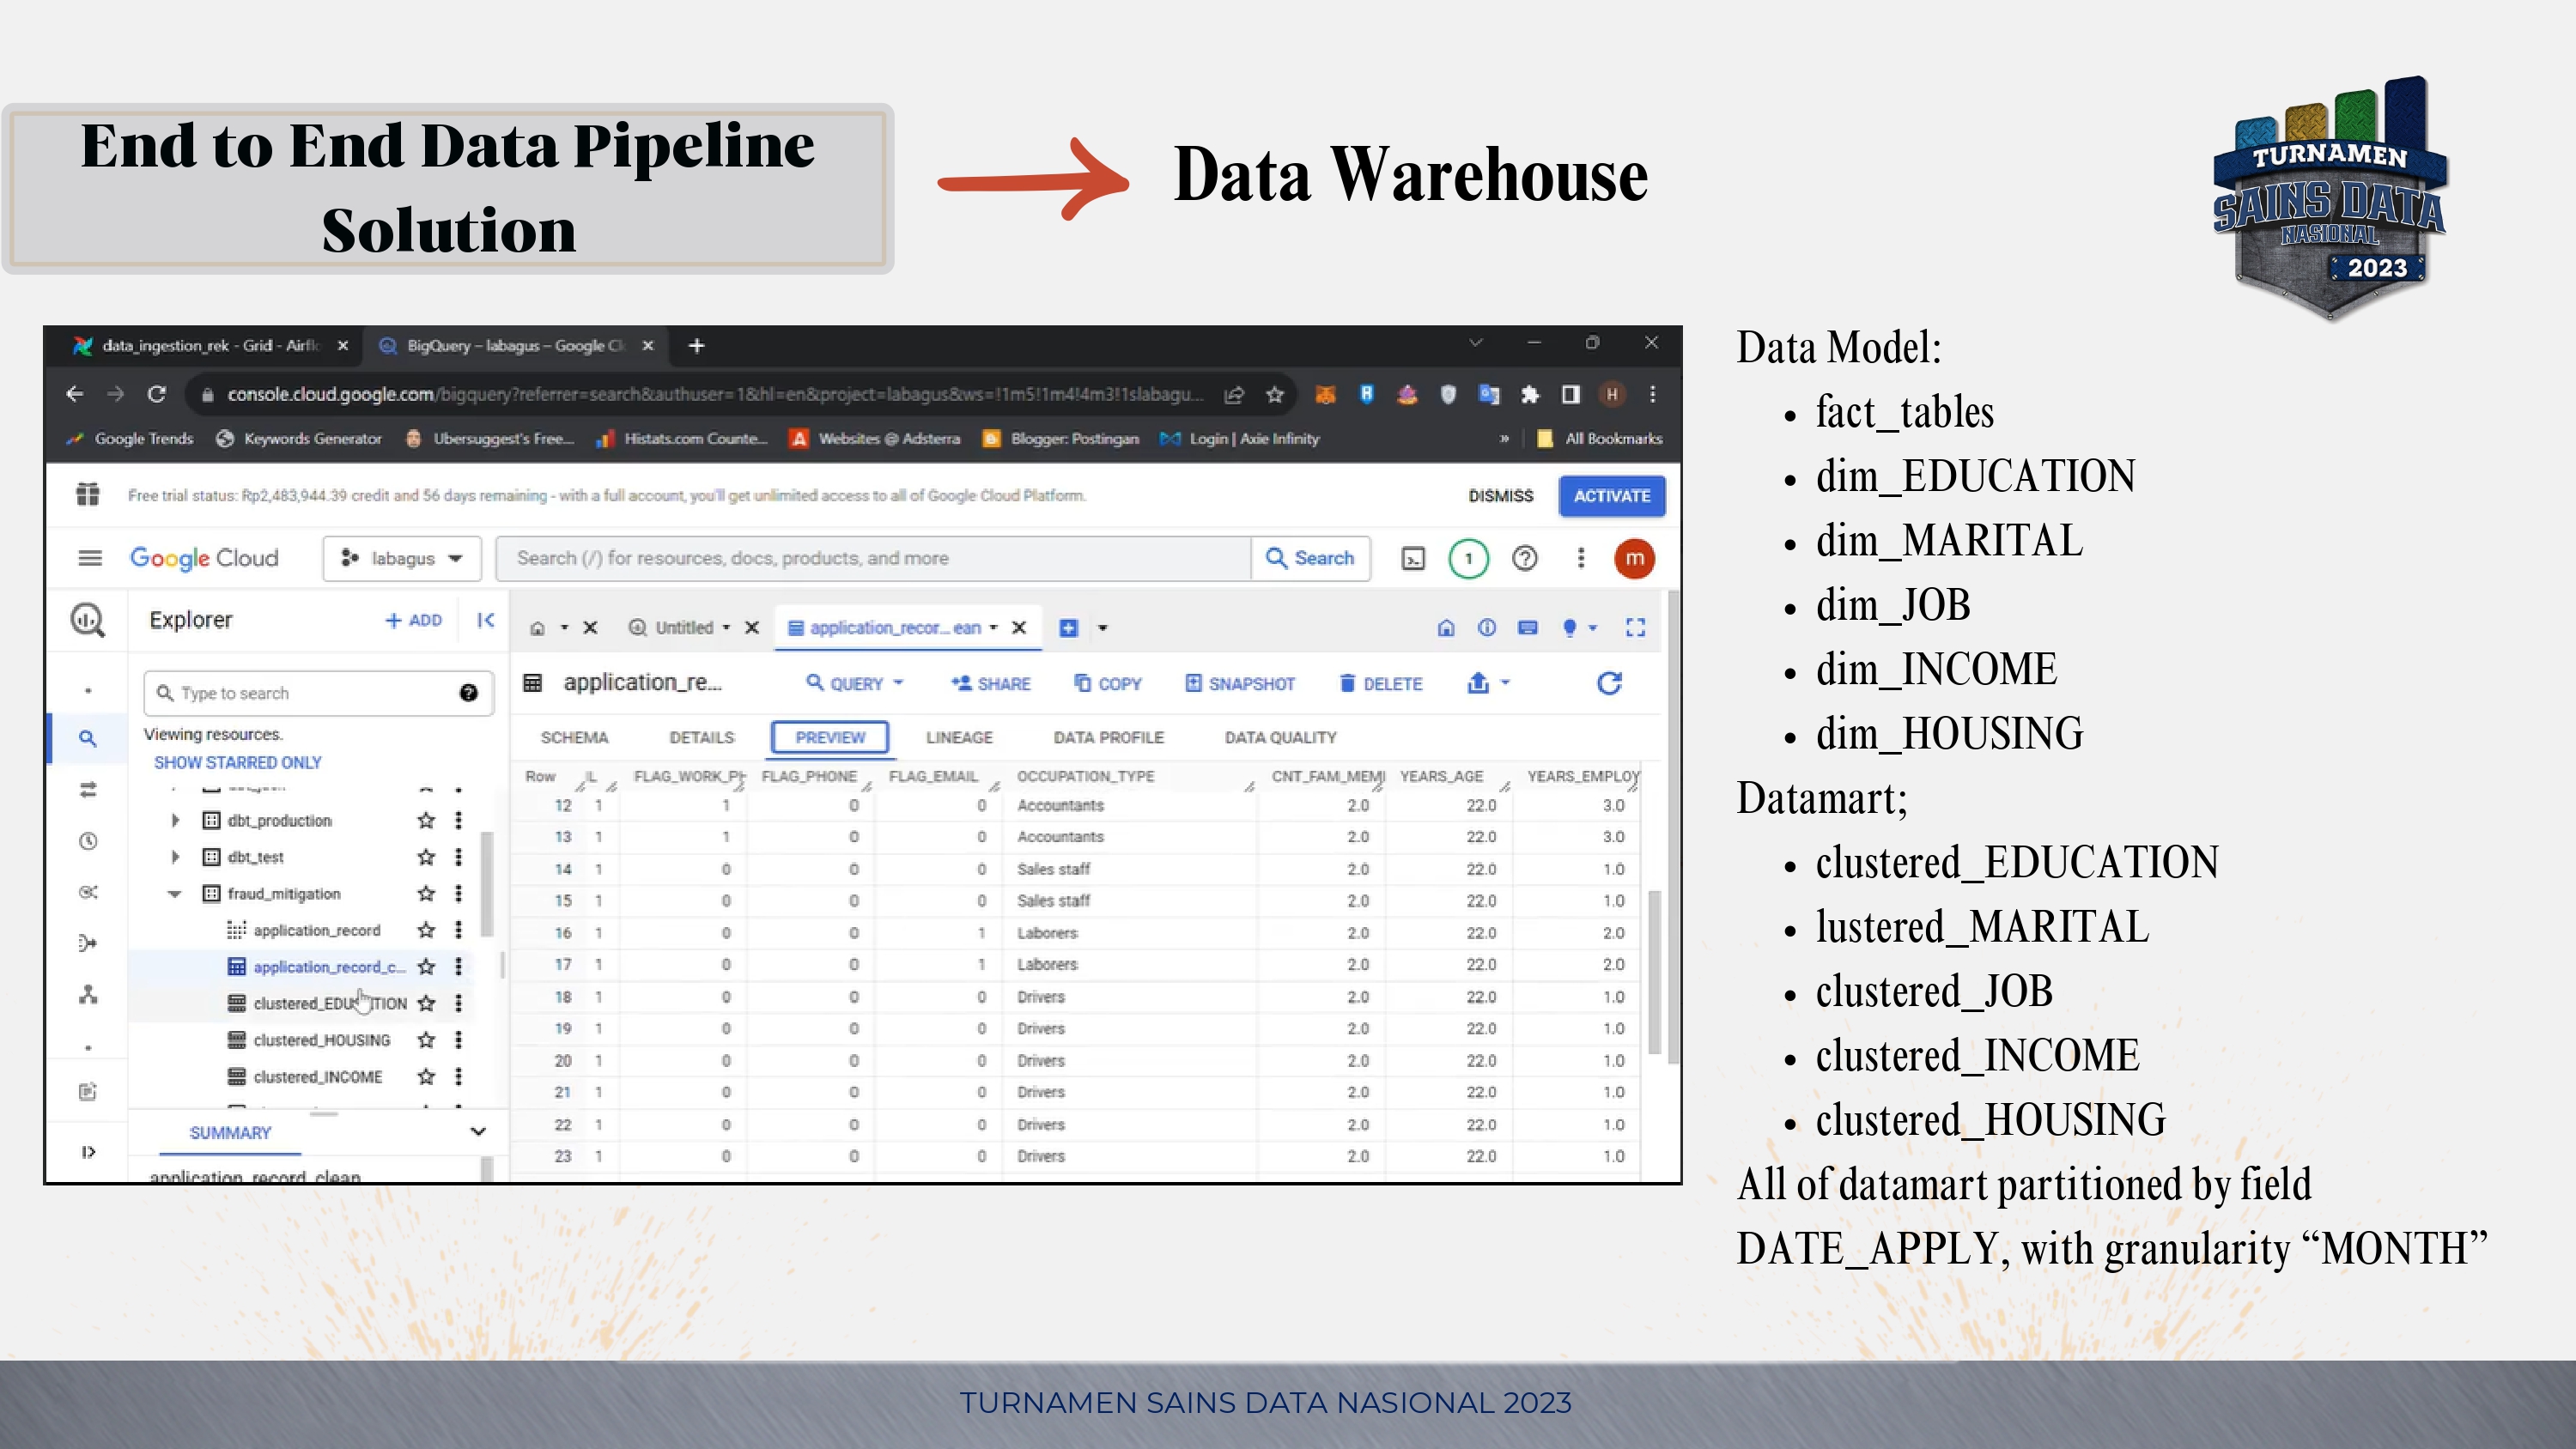 End to End Data Pipeline
Solution
Data Warehouse
TURNAMEN
SAINS DATA
NASIONAL
2023
data_ingestion_rek - Grid - Airfl
BigQuery – labagus – Google Cl
console.cloud.google.com/bigquery?referrer=search&authuser=1&hl=en&project=labagus&ws=!1m5!1m4!4m3!1slabagu...
H
Google Trends Keywords Generator Ubersuggest's Free... Histats.com Counte... Websites @ Adsterra Blogger: Postingan Login | Axie Infinity » All Bookmarks
Free trial status: Rp2,483,944.39 credit and 56 days remaining - with a full account, you'll get unlimited access to all of Google Cloud Platform.
DISMISS ACTIVATE
Google Cloud labagus Search (/) for resources, docs, products, and more Search 1 m
Explorer + ADD
Untitled application_recor... ean
Type to search
application_re... QUERY SHARE COPY SNAPSHOT DELETE
Viewing resources.
SHOW STARRED ONLY
SCHEMA DETAILS PREVIEW LINEAGE DATA PROFILE DATA QUALITY
dbt_production
dbt_test
fraud_mitigation
application_record
application_record_c...
clustered_EDU TION
clustered_HOUSING
clustered_INCOME
SUMMARY
application_record_clean
Row IL FLAG_WORK_PH FLAG_PHONE FLAG_EMAIL OCCUPATION_TYPE CNT_FAM_MEMI YEARS_AGE YEARS_EMPLOY
12 1 1 0 0 Accountants 2.0 22.0 3.0
13 1 1 0 0 Accountants 2.0 22.0 3.0
14 1 0 0 0 Sales staff 2.0 22.0 1.0
15 1 0 0 0 Sales staff 2.0 22.0 1.0
16 1 0 0 1 Laborers 2.0 22.0 2.0
17 1 0 0 1 Laborers 2.0 22.0 2.0
18 1 0 0 0 Drivers 2.0 22.0 1.0
19 1 0 0 0 Drivers 2.0 22.0 1.0
20 1 0 0 0 Drivers 2.0 22.0 1.0
21 1 0 0 0 Drivers 2.0 22.0 1.0
22 1 0 0 0 Drivers 2.0 22.0 1.0
23 1 0 0 0 Drivers 2.0 22.0 1.0
Data Model:
• fact_tables
• dim_EDUCATION
• dim_MARITAL
• dim_JOB
• dim_INCOME
• dim_HOUSING
Datamart;
• clustered_EDUCATION
• lustered_MARITAL
• clustered_JOB
• clustered_INCOME
• clustered_HOUSING
All of datamart partitioned by field
DATE_APPLY, with granularity “MONTH”
TURNAMEN SAINS DATA NASIONAL 2023